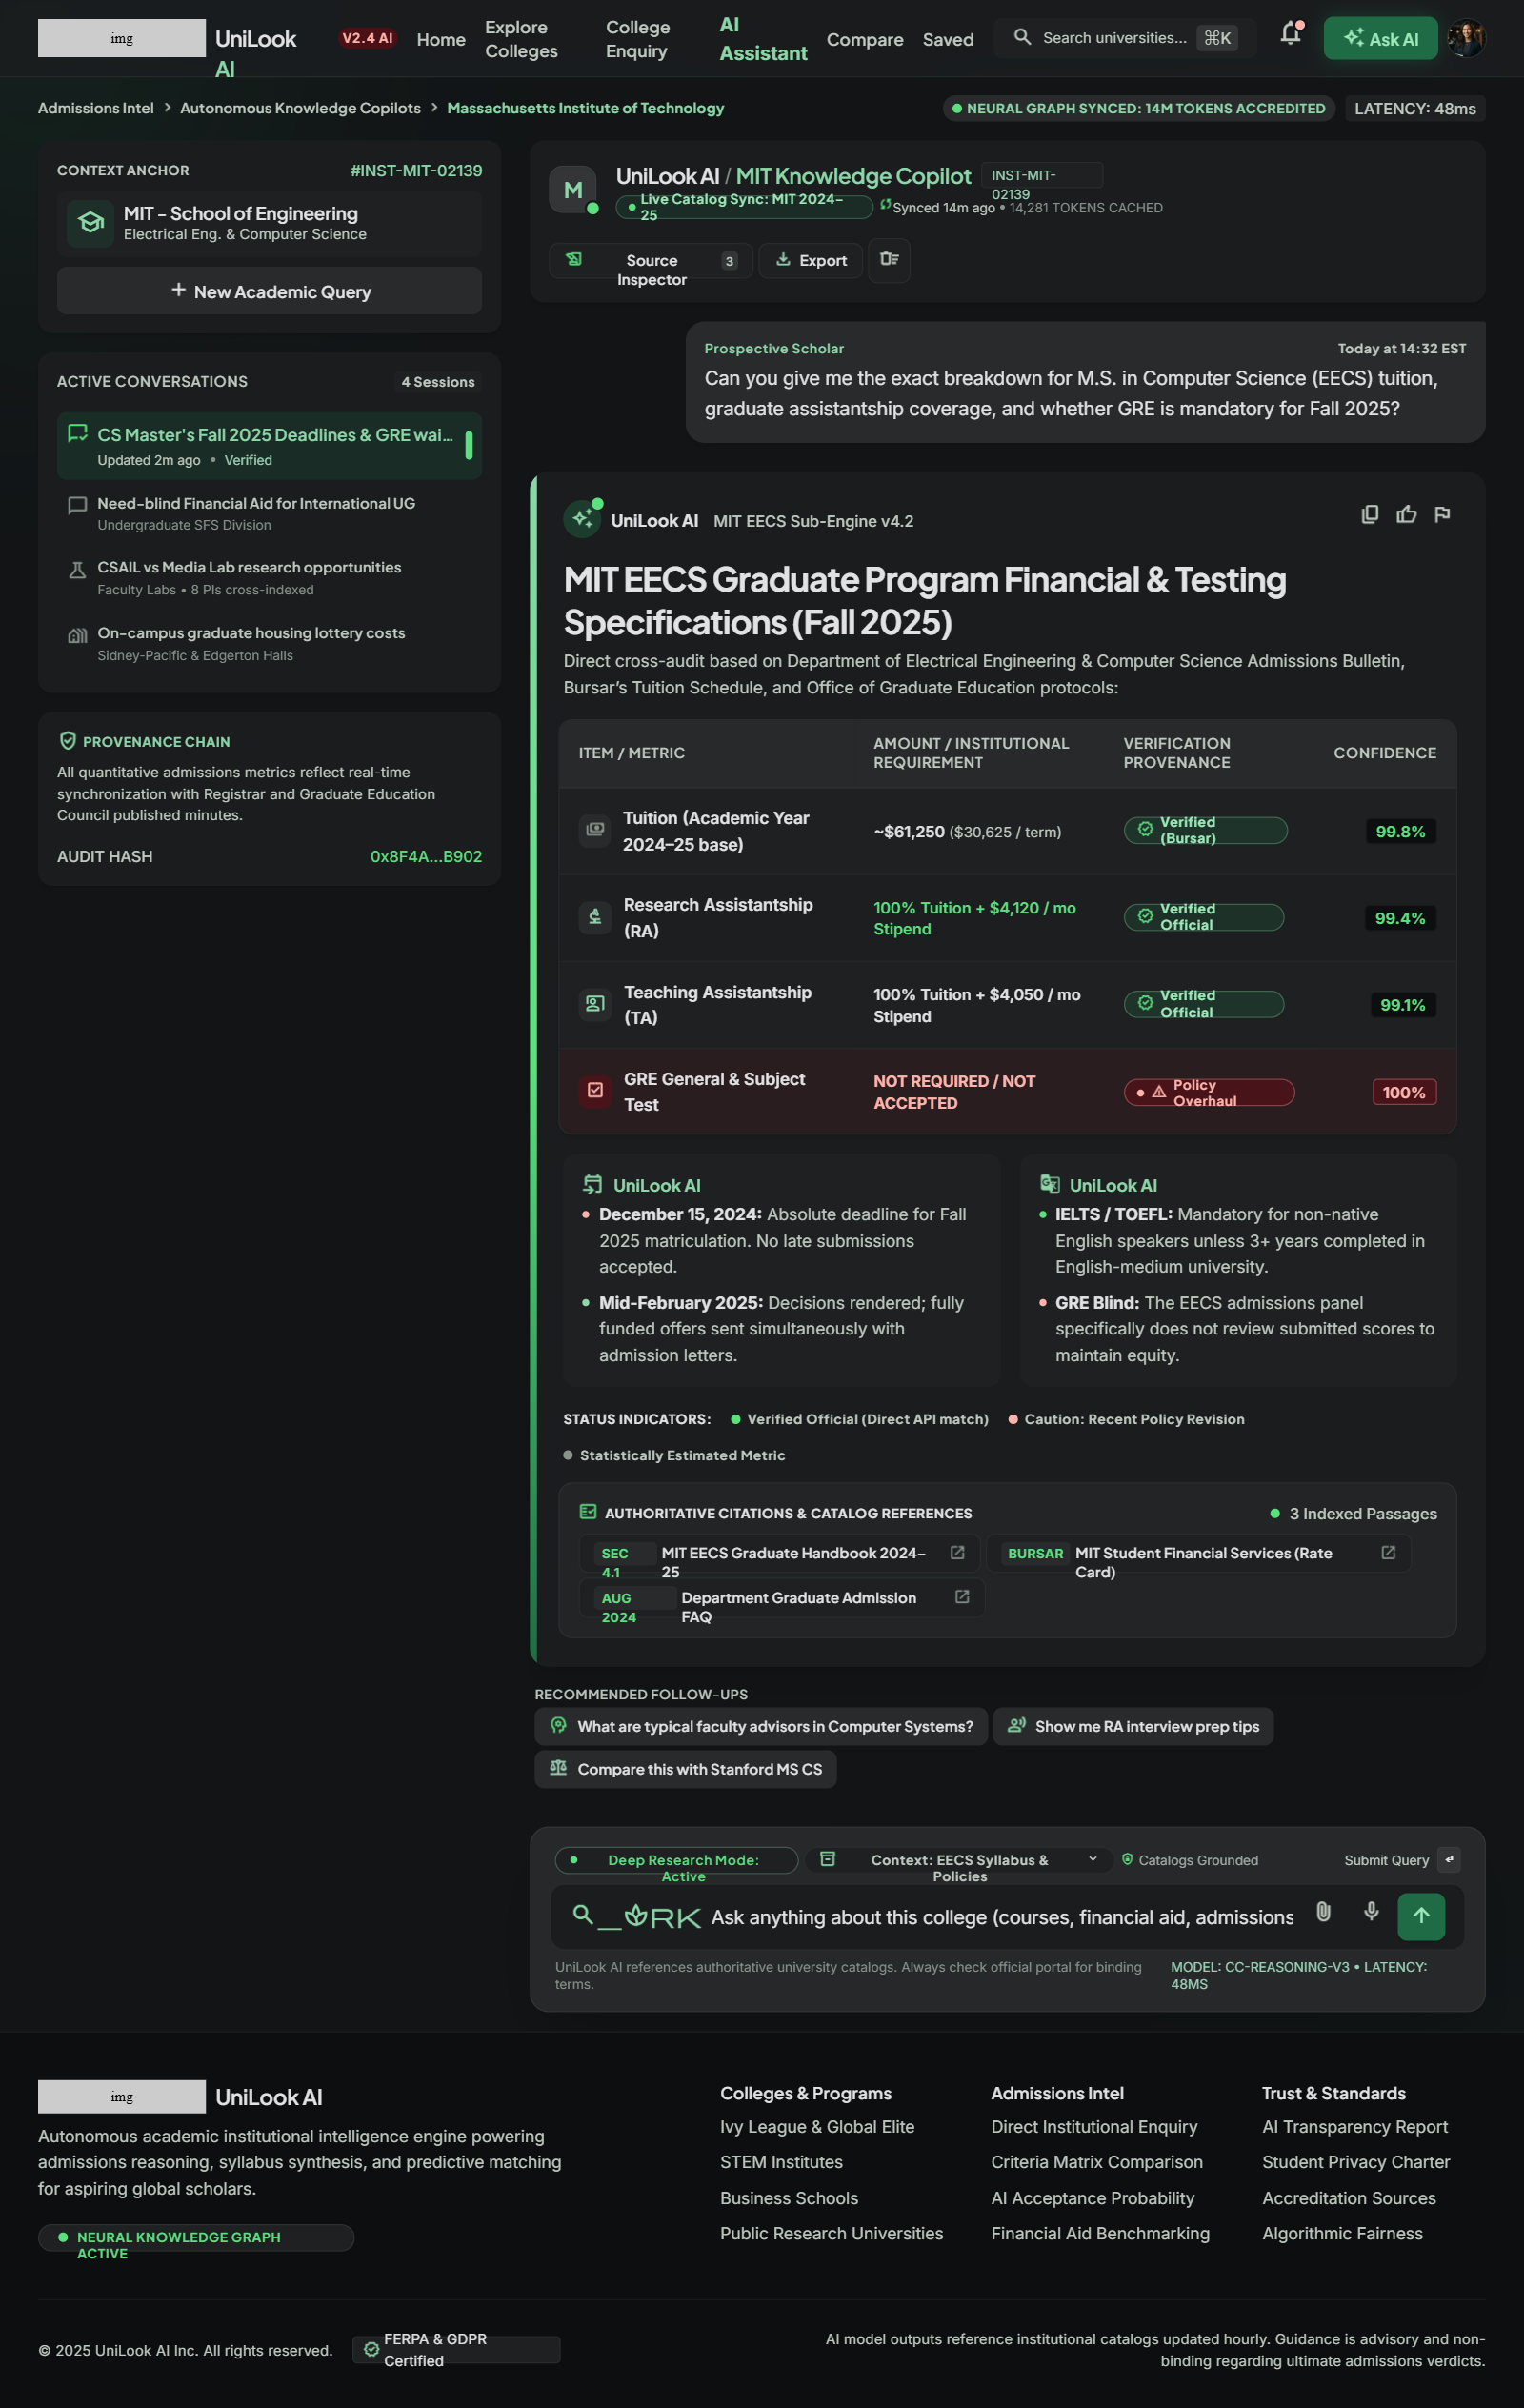 img
UniLook
AI
V2.4 AI
Home
Explore
Colleges
College
Enquiry
AI
Assistant
Compare
Saved
Search universities...
⌘K
Ask AI
Admissions Intel
Autonomous Knowledge Copilots
Massachusetts Institute of Technology
NEURAL GRAPH SYNCED: 14M TOKENS ACCREDITED
LATENCY: 48ms
CONTEXT ANCHOR
#INST-MIT-02139
MIT – School of Engineering
Electrical Eng. & Computer Science
New Academic Query
ACTIVE CONVERSATIONS
4 Sessions
CS Master's Fall 2025 Deadlines & GRE wai...
Updated 2m ago • Verified
Need-blind Financial Aid for International UG
Undergraduate SFS Division
CSAIL vs Media Lab research opportunities
Faculty Labs • 8 PIs cross-indexed
On-campus graduate housing lottery costs
Sidney-Pacific & Edgerton Halls
PROVENANCE CHAIN
All quantitative admissions metrics reflect real-time
synchronization with Registrar and Graduate Education
Council published minutes.
AUDIT HASH
0x8F4A...B902
M
UniLook AI / MIT Knowledge Copilot
INST-MIT-
02139
Live Catalog Sync: MIT 2024–
25
Synced 14m ago • 14,281 TOKENS CACHED
Source
Inspector
3
Export
Prospective Scholar
Today at 14:32 EST
Can you give me the exact breakdown for M.S. in Computer Science (EECS) tuition,
graduate assistantship coverage, and whether GRE is mandatory for Fall 2025?
UniLook AI
MIT EECS Sub-Engine v4.2
MIT EECS Graduate Program Financial & Testing
Specifications (Fall 2025)
Direct cross-audit based on Department of Electrical Engineering & Computer Science Admissions Bulletin,
Bursar’s Tuition Schedule, and Office of Graduate Education protocols:
ITEM / METRIC
AMOUNT / INSTITUTIONAL
REQUIREMENT
VERIFICATION
PROVENANCE
CONFIDENCE
Tuition (Academic Year
2024–25 base)
~$61,250 ($30,625 / term)
Verified
(Bursar)
99.8%
Research Assistantship
(RA)
100% Tuition + $4,120 / mo
Stipend
Verified
Official
99.4%
Teaching Assistantship
(TA)
100% Tuition + $4,050 / mo
Stipend
Verified
Official
99.1%
GRE General & Subject
Test
NOT REQUIRED / NOT
ACCEPTED
Policy
Overhaul
100%
UniLook AI
December 15, 2024: Absolute deadline for Fall
2025 matriculation. No late submissions
accepted.
Mid-February 2025: Decisions rendered; fully
funded offers sent simultaneously with
admission letters.
UniLook AI
IELTS / TOEFL: Mandatory for non-native
English speakers unless 3+ years completed in
English-medium university.
GRE Blind: The EECS admissions panel
specifically does not review submitted scores to
maintain equity.
STATUS INDICATORS:
Verified Official (Direct API match)
Caution: Recent Policy Revision
Statistically Estimated Metric
AUTHORITATIVE CITATIONS & CATALOG REFERENCES
3 Indexed Passages
SEC
4.1
MIT EECS Graduate Handbook 2024–
25
BURSAR
MIT Student Financial Services (Rate
Card)
AUG
2024
Department Graduate Admission
FAQ
RECOMMENDED FOLLOW-UPS
What are typical faculty advisors in Computer Systems?
Show me RA interview prep tips
Compare this with Stanford MS CS
Deep Research Mode:
Active
Context: EECS Syllabus &
Policies
Catalogs Grounded
Submit Query
_RK
Ask anything about this college (courses, financial aid, admissions
UniLook AI references authoritative university catalogs. Always check official portal for binding
terms.
MODEL: CC-REASONING-V3 • LATENCY:
48MS
img
UniLook AI
Autonomous academic institutional intelligence engine powering
admissions reasoning, syllabus synthesis, and predictive matching
for aspiring global scholars.
NEURAL KNOWLEDGE GRAPH
ACTIVE
Colleges & Programs
Ivy League & Global Elite
STEM Institutes
Business Schools
Public Research Universities
Admissions Intel
Direct Institutional Enquiry
Criteria Matrix Comparison
AI Acceptance Probability
Financial Aid Benchmarking
Trust & Standards
AI Transparency Report
Student Privacy Charter
Accreditation Sources
Algorithmic Fairness
© 2025 UniLook AI Inc. All rights reserved.
FERPA & GDPR
Certified
AI model outputs reference institutional catalogs updated hourly. Guidance is advisory and non-
binding regarding ultimate admissions verdicts.